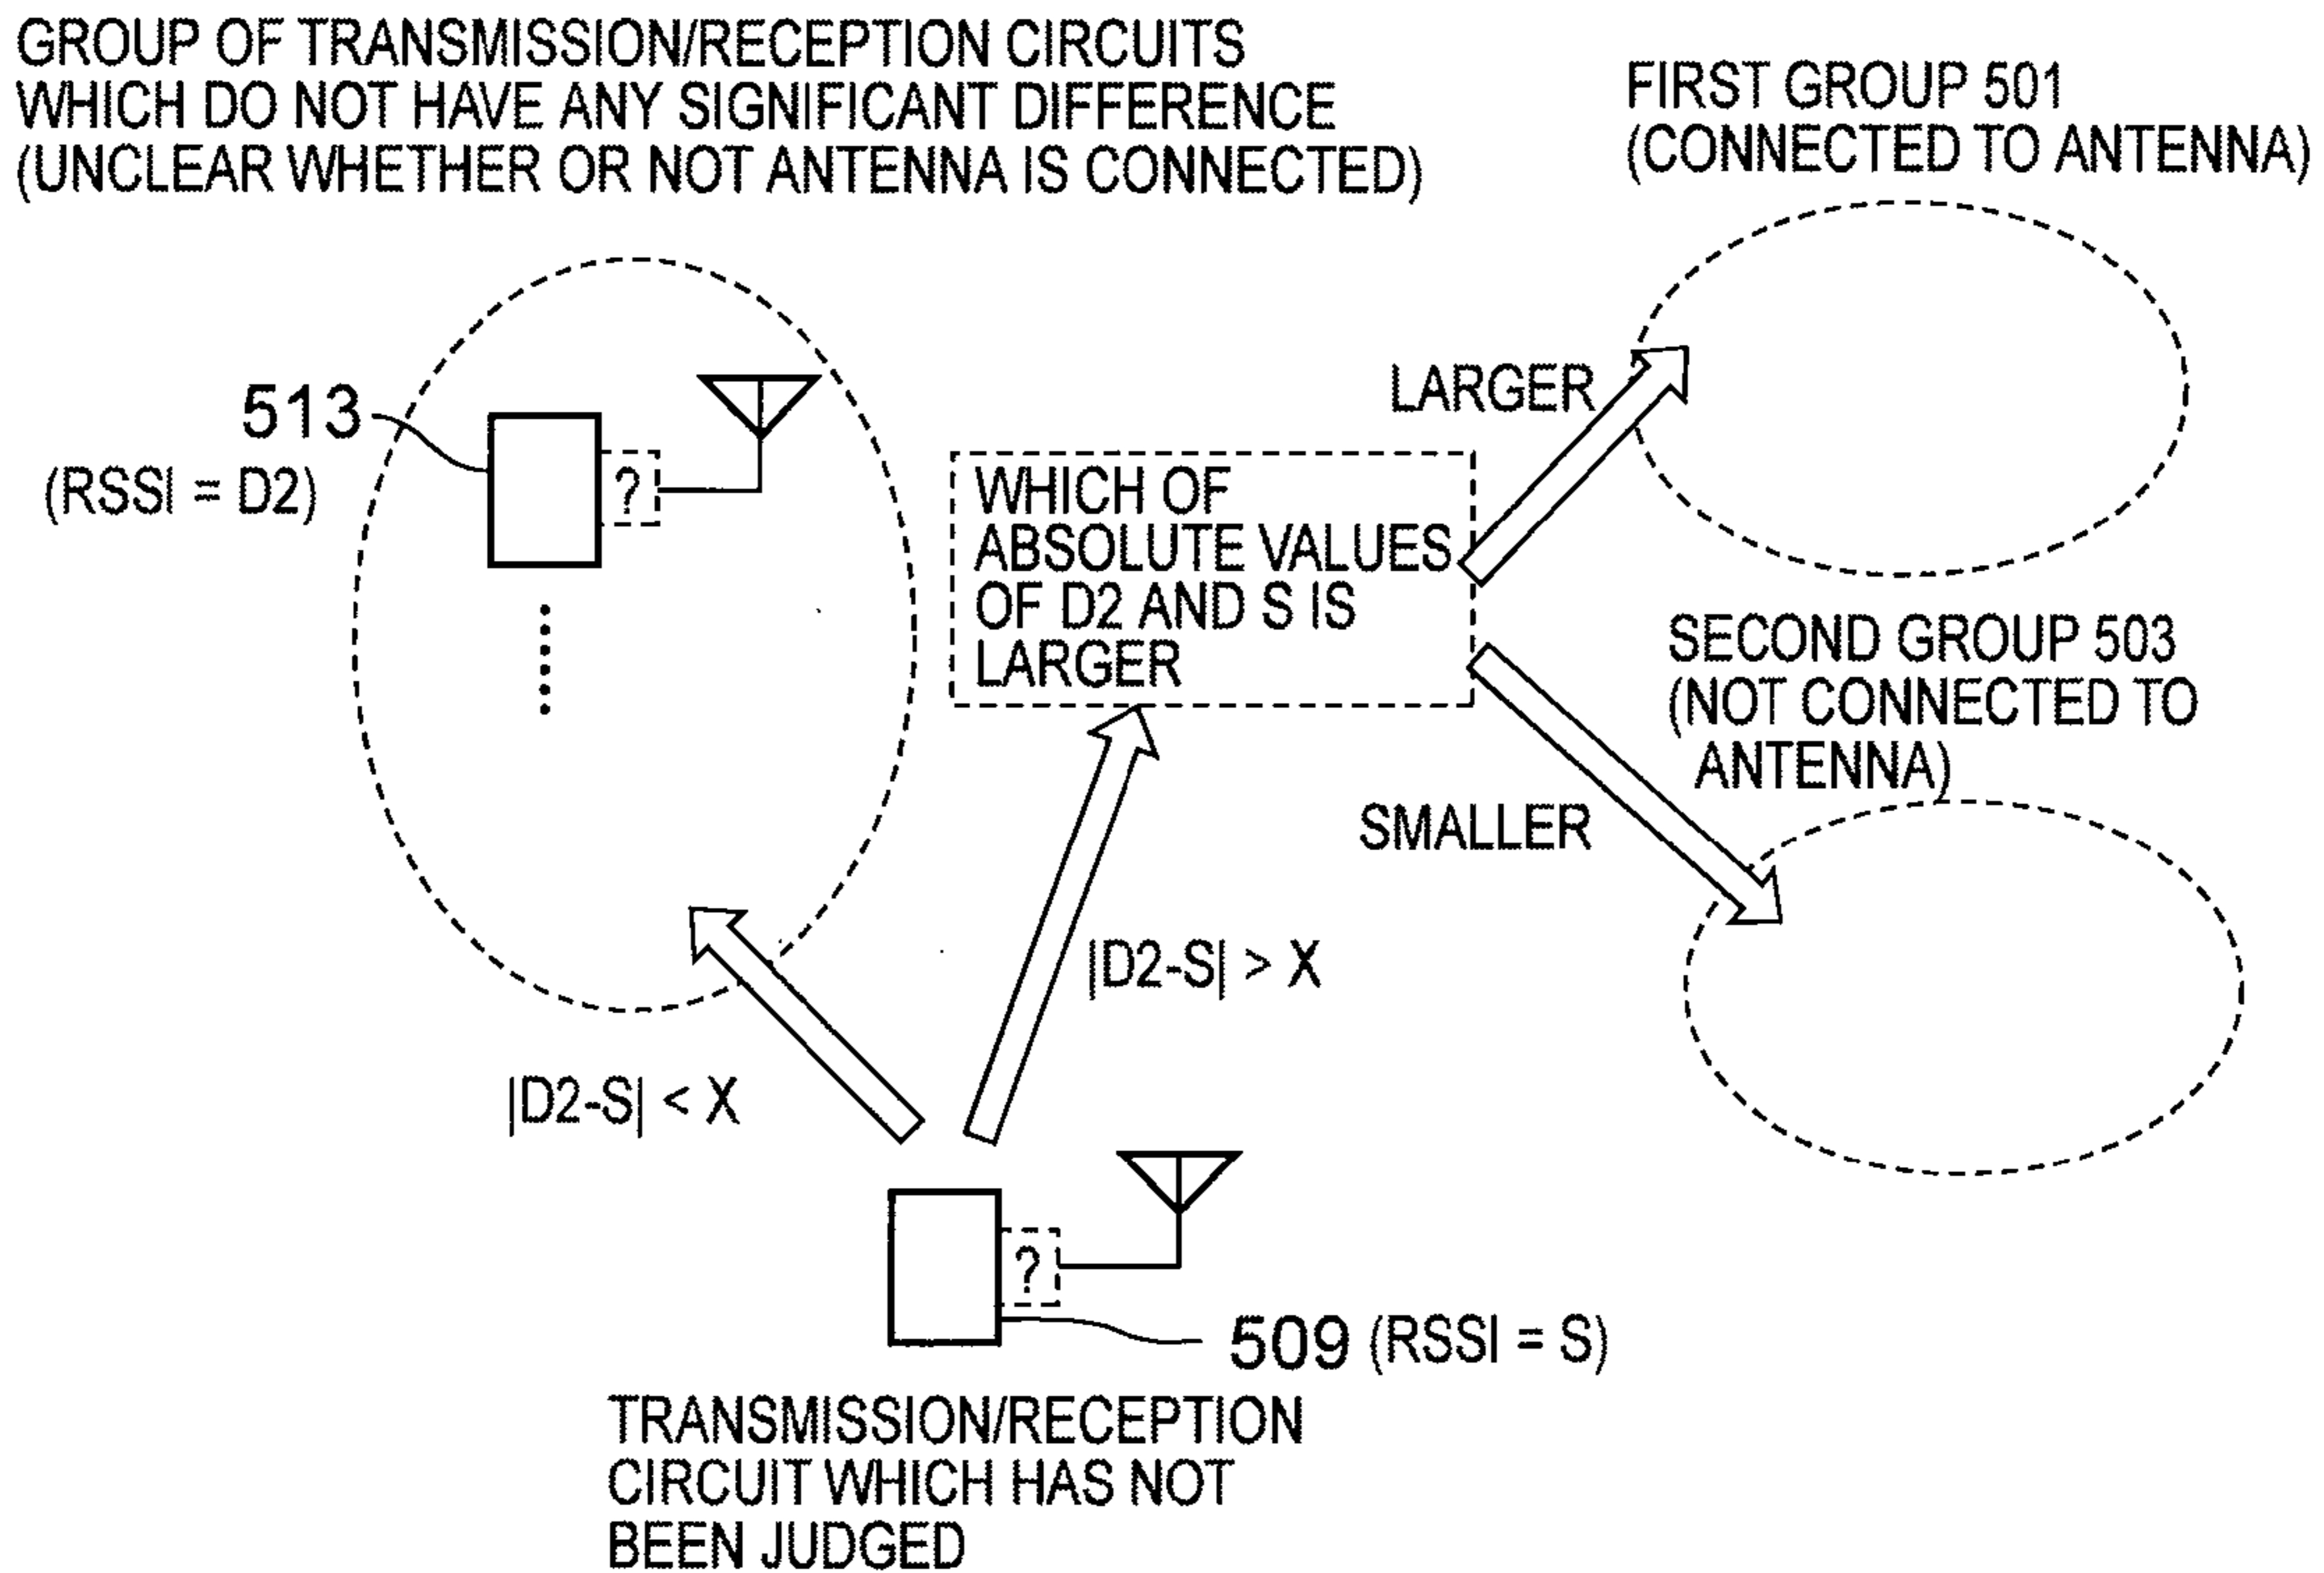 GROUP OF TRANSMISSION/RECEPTION CIRCUITS
WHICH DO NOT HAVE ANY SIGNIFICANT DIFFERENCE
(UNCLEAR WHETHER OR NOT ANTENNA IS CONNECTED)
FIRST GROUP 501
(CONNECTED TO ANTENNA)
513
(RSSI = D2)
?
LARGER
WHICH OF
ABSOLUTE VALUES
OF D2 AND S IS
LARGER
SECOND GROUP 503
(NOT CONNECTED TO
ANTENNA)
SMALLER
|D2-S| > X
|D2-S| < X
?
509 (RSSI = S)
TRANSMISSION/RECEPTION
CIRCUIT WHICH HAS NOT
BEEN JUDGED